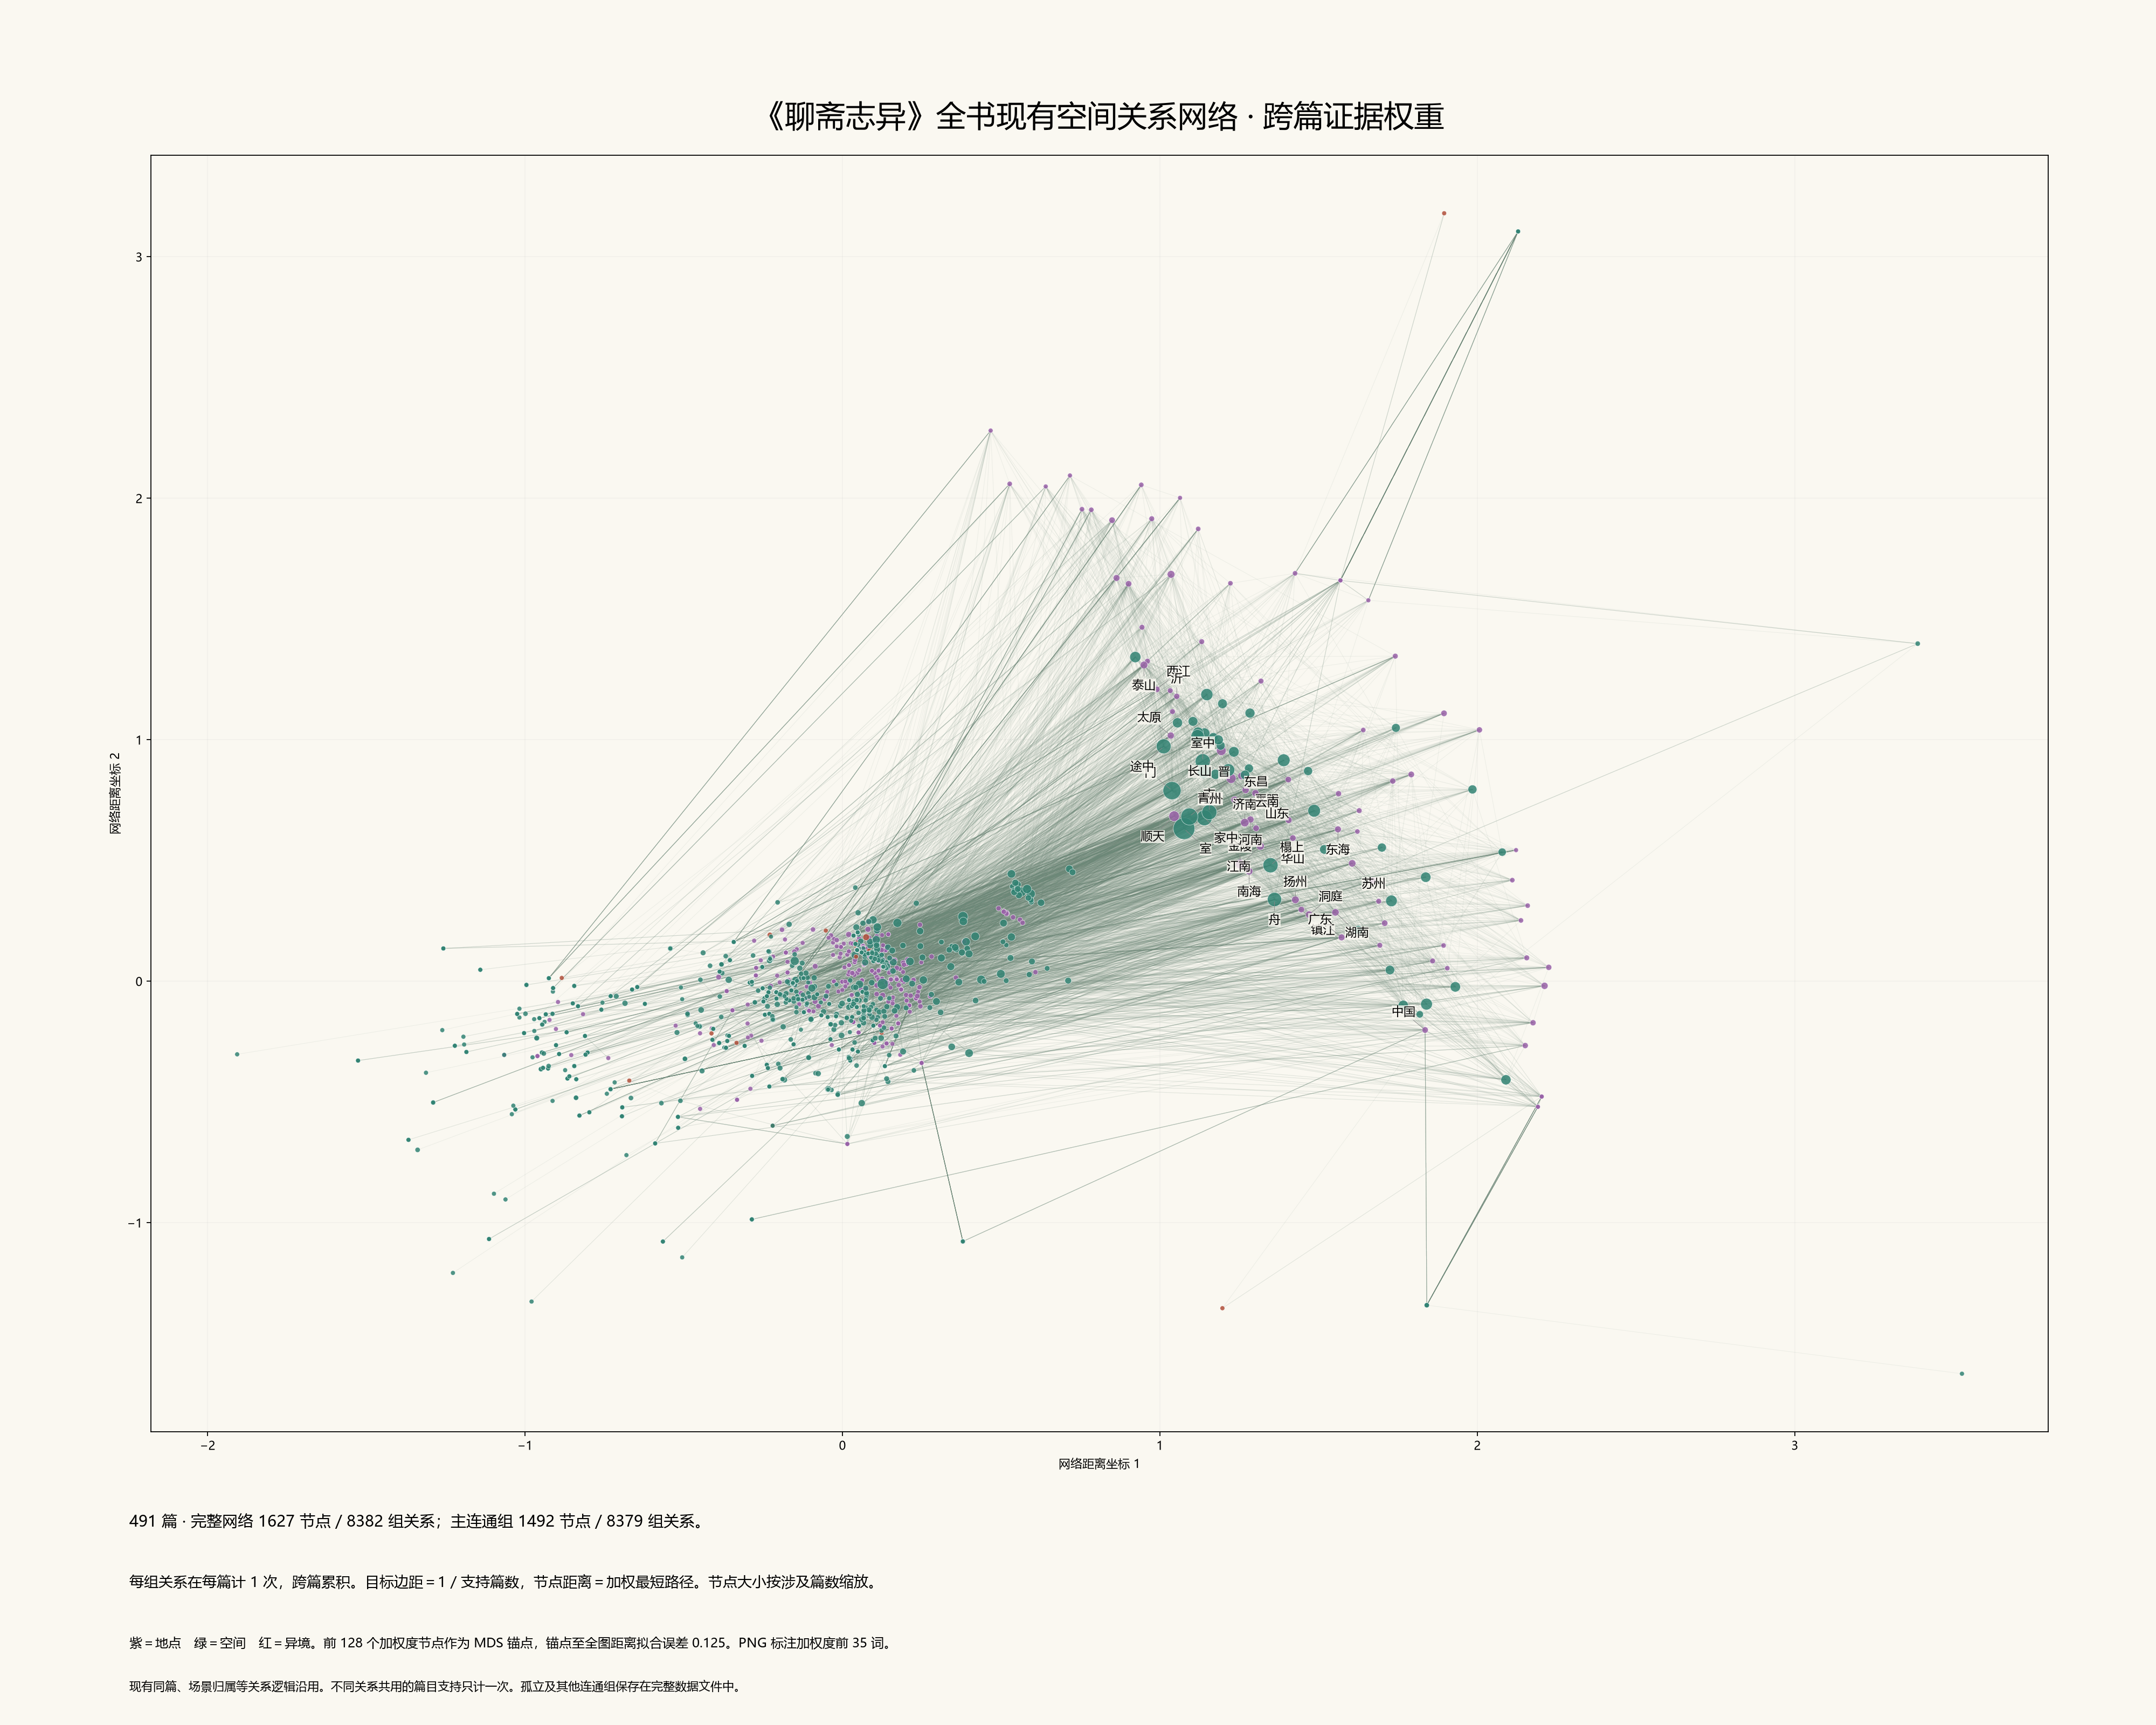 《聊斋志异》全书现有空间关系网络 · 跨篇证据权重
3
2
1
0
−1
−2
−1
0
1
2
3
网络距离坐标 2
网络距离坐标 1
西江
沂
泰山
太原
室中
途中
门
长山
晋
东昌
青州
济南
云南
山东
顺天
家中
河南
室
金陵
榻上
东海
华山
江南
扬州
苏州
南海
洞庭
舟
广东
镇江
湖南
中国
491 篇 · 完整网络 1627 节点 / 8382 组关系；主连通组 1492 节点 / 8379 组关系。
每组关系在每篇计 1 次，跨篇累积。目标边距＝1 / 支持篇数，节点距离＝加权最短路径。节点大小按涉及篇数缩放。
紫＝地点　绿＝空间　红＝异境。前 128 个加权度节点作为 MDS 锚点，锚点至全图距离拟合误差 0.125。PNG 标注加权度前 35 词。
现有同篇、场景归属等关系逻辑沿用。不同关系共用的篇目支持只计一次。孤立及其他连通组保存在完整数据文件中。